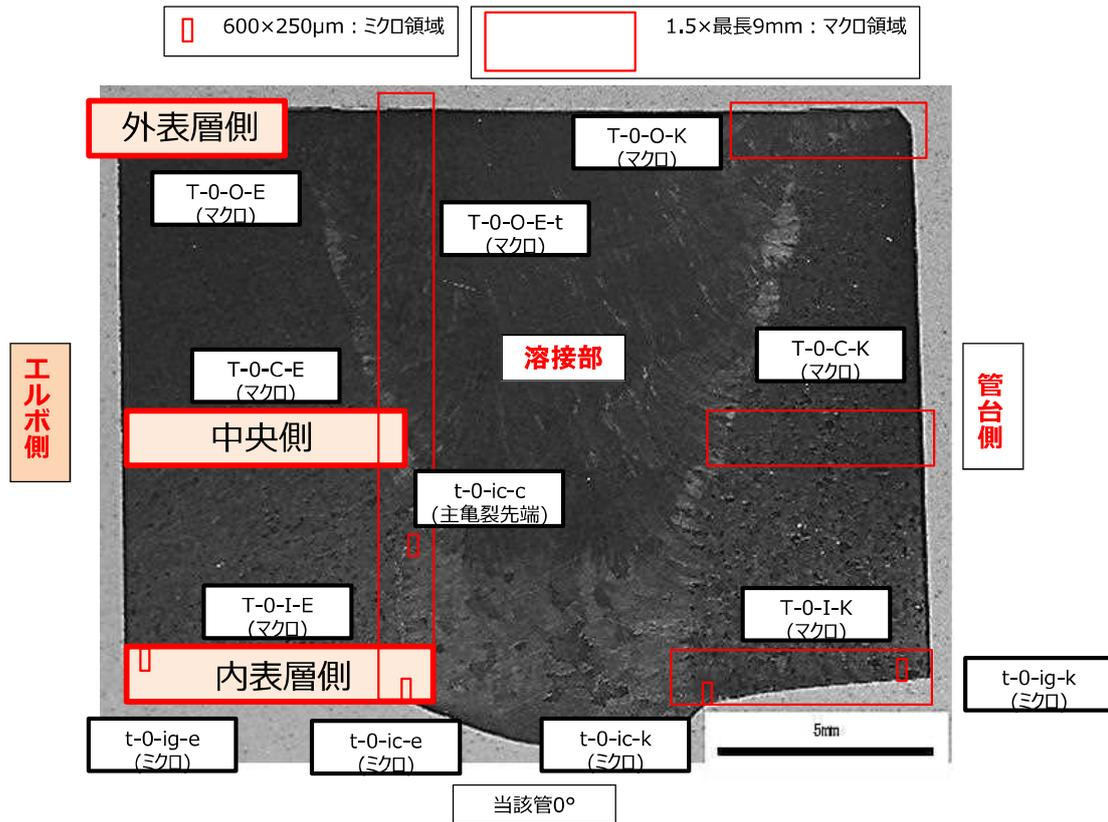 600×250μm：ミクロ領域
1.5×最長9mm：マクロ領域
外表層側
T-0-O-K
(マクロ)
T-0-O-E
(マクロ)
T-0-O-E-t
(マクロ)
溶接部
T-0-C-E
(マクロ)
T-0-C-K
(マクロ)
エルボ側
管台側
中央側
t-0-ic-c
(主亀裂先端)
T-0-I-E
(マクロ)
T-0-I-K
(マクロ)
内表層側
t-0-ig-k
(ミクロ)
t-0-ig-e
(ミクロ)
t-0-ic-e
(ミクロ)
t-0-ic-k
(ミクロ)
5mm
当該管0°